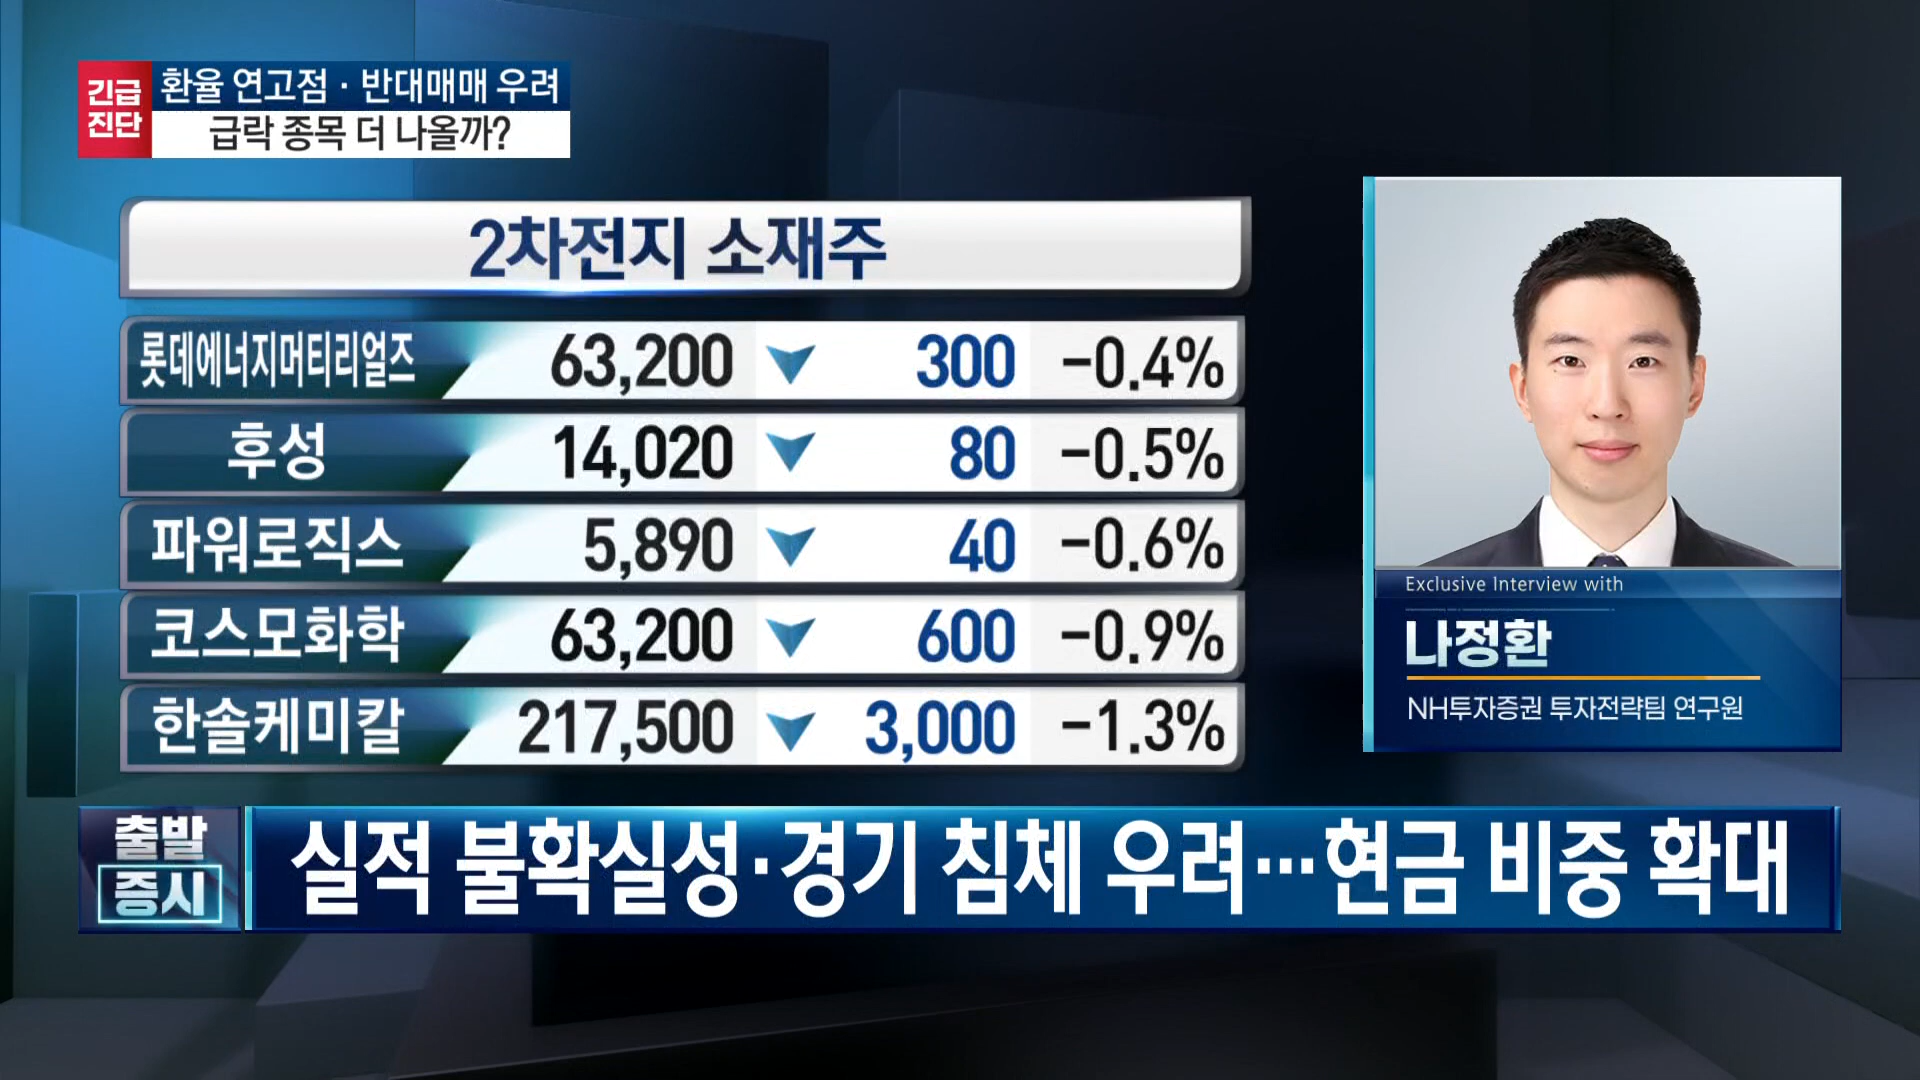 긴급
진단
환율 연고점 · 반대매매 우려
급락 종목 더 나올까?
2차전지 소재주
롯데에너지머티리얼즈 63,200 ▼ 300 -0.4%
후성 14,020 ▼ 80 -0.5%
파워로직스 5,890 ▼ 40 -0.6%
코스모화학 63,200 ▼ 600 -0.9%
한솔케미칼 217,500 ▼ 3,000 -1.3%
Exclusive Interview with
나정환
NH투자증권 투자전략팀 연구원
출발
증시
실적 불확실성·경기 침체 우려…현금 비중 확대